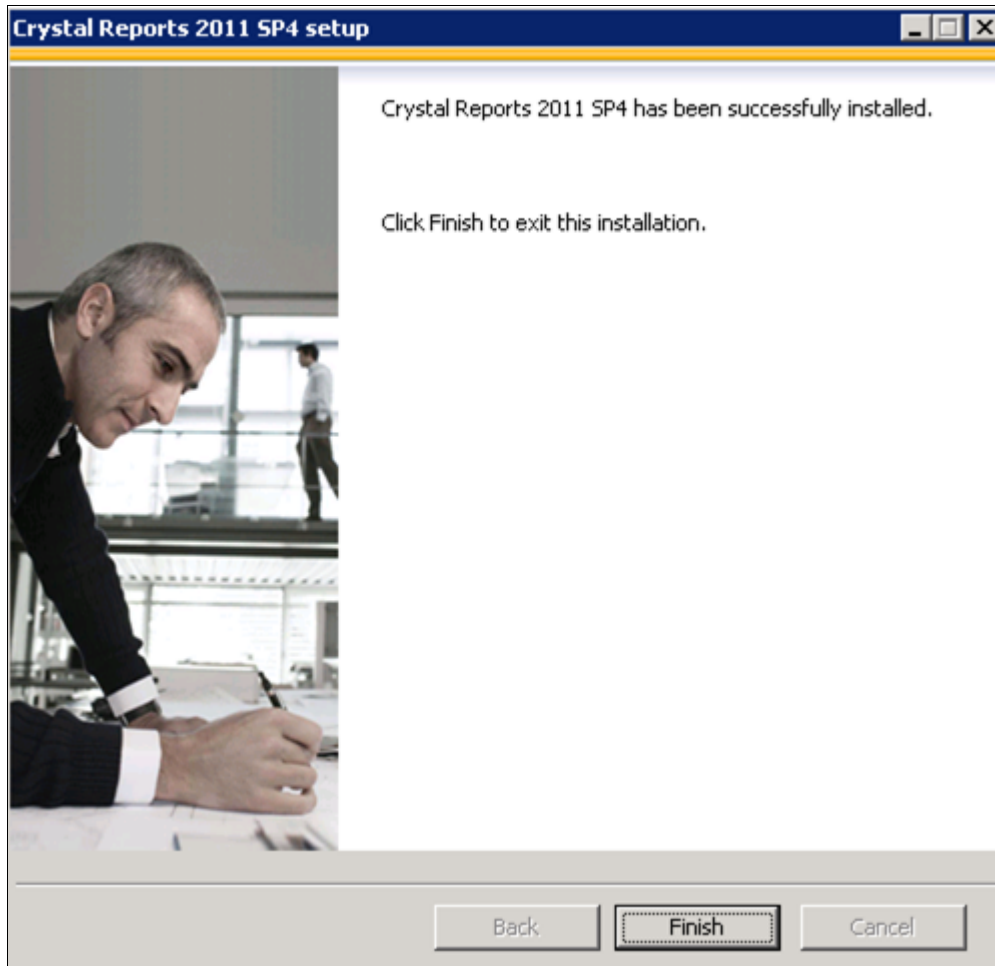 Crystal Reports 2011 SP4 setup
Crystal Reports 2011 SP4 has been successfully installed.
Click Finish to exit this installation.
Back
Finish
Cancel